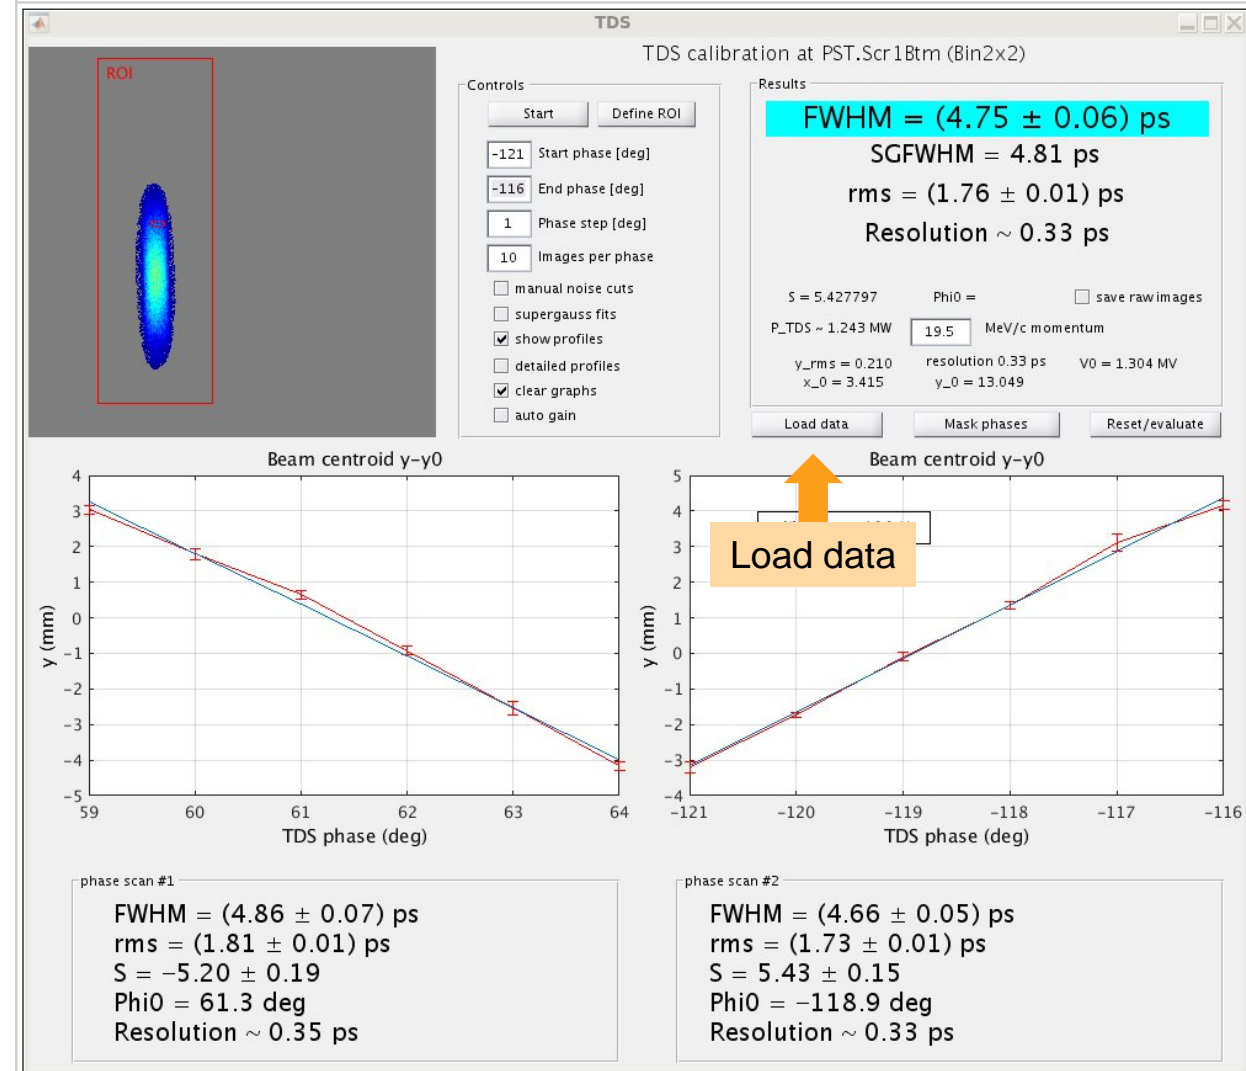 TDS
TDS calibration at PST.Scr1Btm (Bin2x2)
ROI
Controls
Start
Define ROI
-121 Start phase [deg]
-116 End phase [deg]
1 Phase step [deg]
10 Images per phase
manual noise cuts
supergauss fits
show profiles
detailed profiles
clear graphs
auto gain
Results
FWHM = (4.75 ± 0.06) ps
SGFWHM = 4.81 ps
rms = (1.76 ± 0.01) ps
Resolution ~ 0.33 ps
S = 5.427797 Phi0 = save raw images
P_TDS ~ 1.243 MW 19.5 MeV/c momentum
y_rms = 0.210 resolution 0.33 ps V0 = 1.304 MV
x_0 = 3.415 y_0 = 13.049
Load data Mask phases Reset/evaluate
Beam centroid y-y0
4
3
2
1
0
-1
-2
-3
-4
-5
y (mm)
59 60 61 62 63 64
TDS phase (deg)
Beam centroid y-y0
Load data
5
4
3
2
1
0
-1
-2
-3
-4
y (mm)
-121 -120 -119 -118 -117 -116
TDS phase (deg)
phase scan #1
FWHM = (4.86 ± 0.07) ps
rms = (1.81 ± 0.01) ps
S = -5.20 ± 0.19
Phi0 = 61.3 deg
Resolution ~ 0.35 ps
phase scan #2
FWHM = (4.66 ± 0.05) ps
rms = (1.73 ± 0.01) ps
S = 5.43 ± 0.15
Phi0 = -118.9 deg
Resolution ~ 0.33 ps